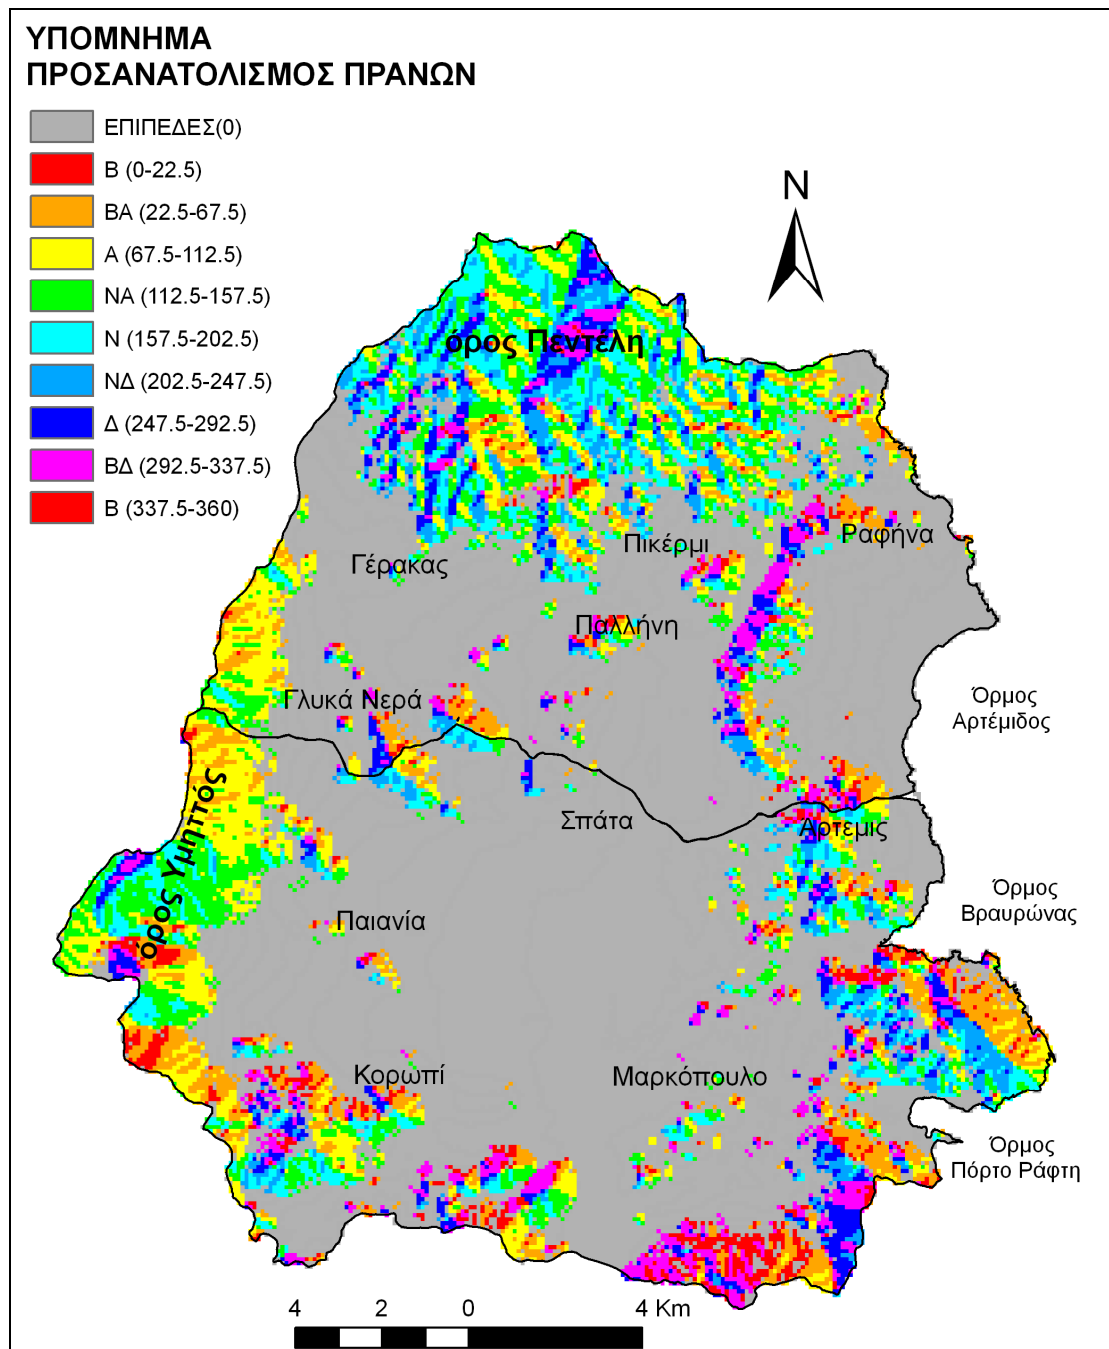 ΥΠΟΜΝΗΜΑ
ΠΡΟΣΑΝΑΤΟΛΙΣΜΟΣ ΠΡΑΝΩΝ
ΕΠΙΠΕΔΕΣ(0)
Β (0-22.5)
ΒΑ (22.5-67.5)
Α (67.5-112.5)
ΝΑ (112.5-157.5)
Ν (157.5-202.5)
ΝΔ (202.5-247.5)
Δ (247.5-292.5)
ΒΔ (292.5-337.5)
Β (337.5-360)
N
όρος Πεντέλη
Ραφήνα
Πικέρμι
Γέρακας
Παλλήνη
Γλυκά Νερά
Όρμος
Αρτέμιδος
όρος Υμηττός
Σπάτα
Αρτεμις
Όρμος
Βραυρώνας
Παιανία
Κορωπί
Μαρκόπουλο
Όρμος
Πόρτο Ράφτη
4 2 0 4 Km